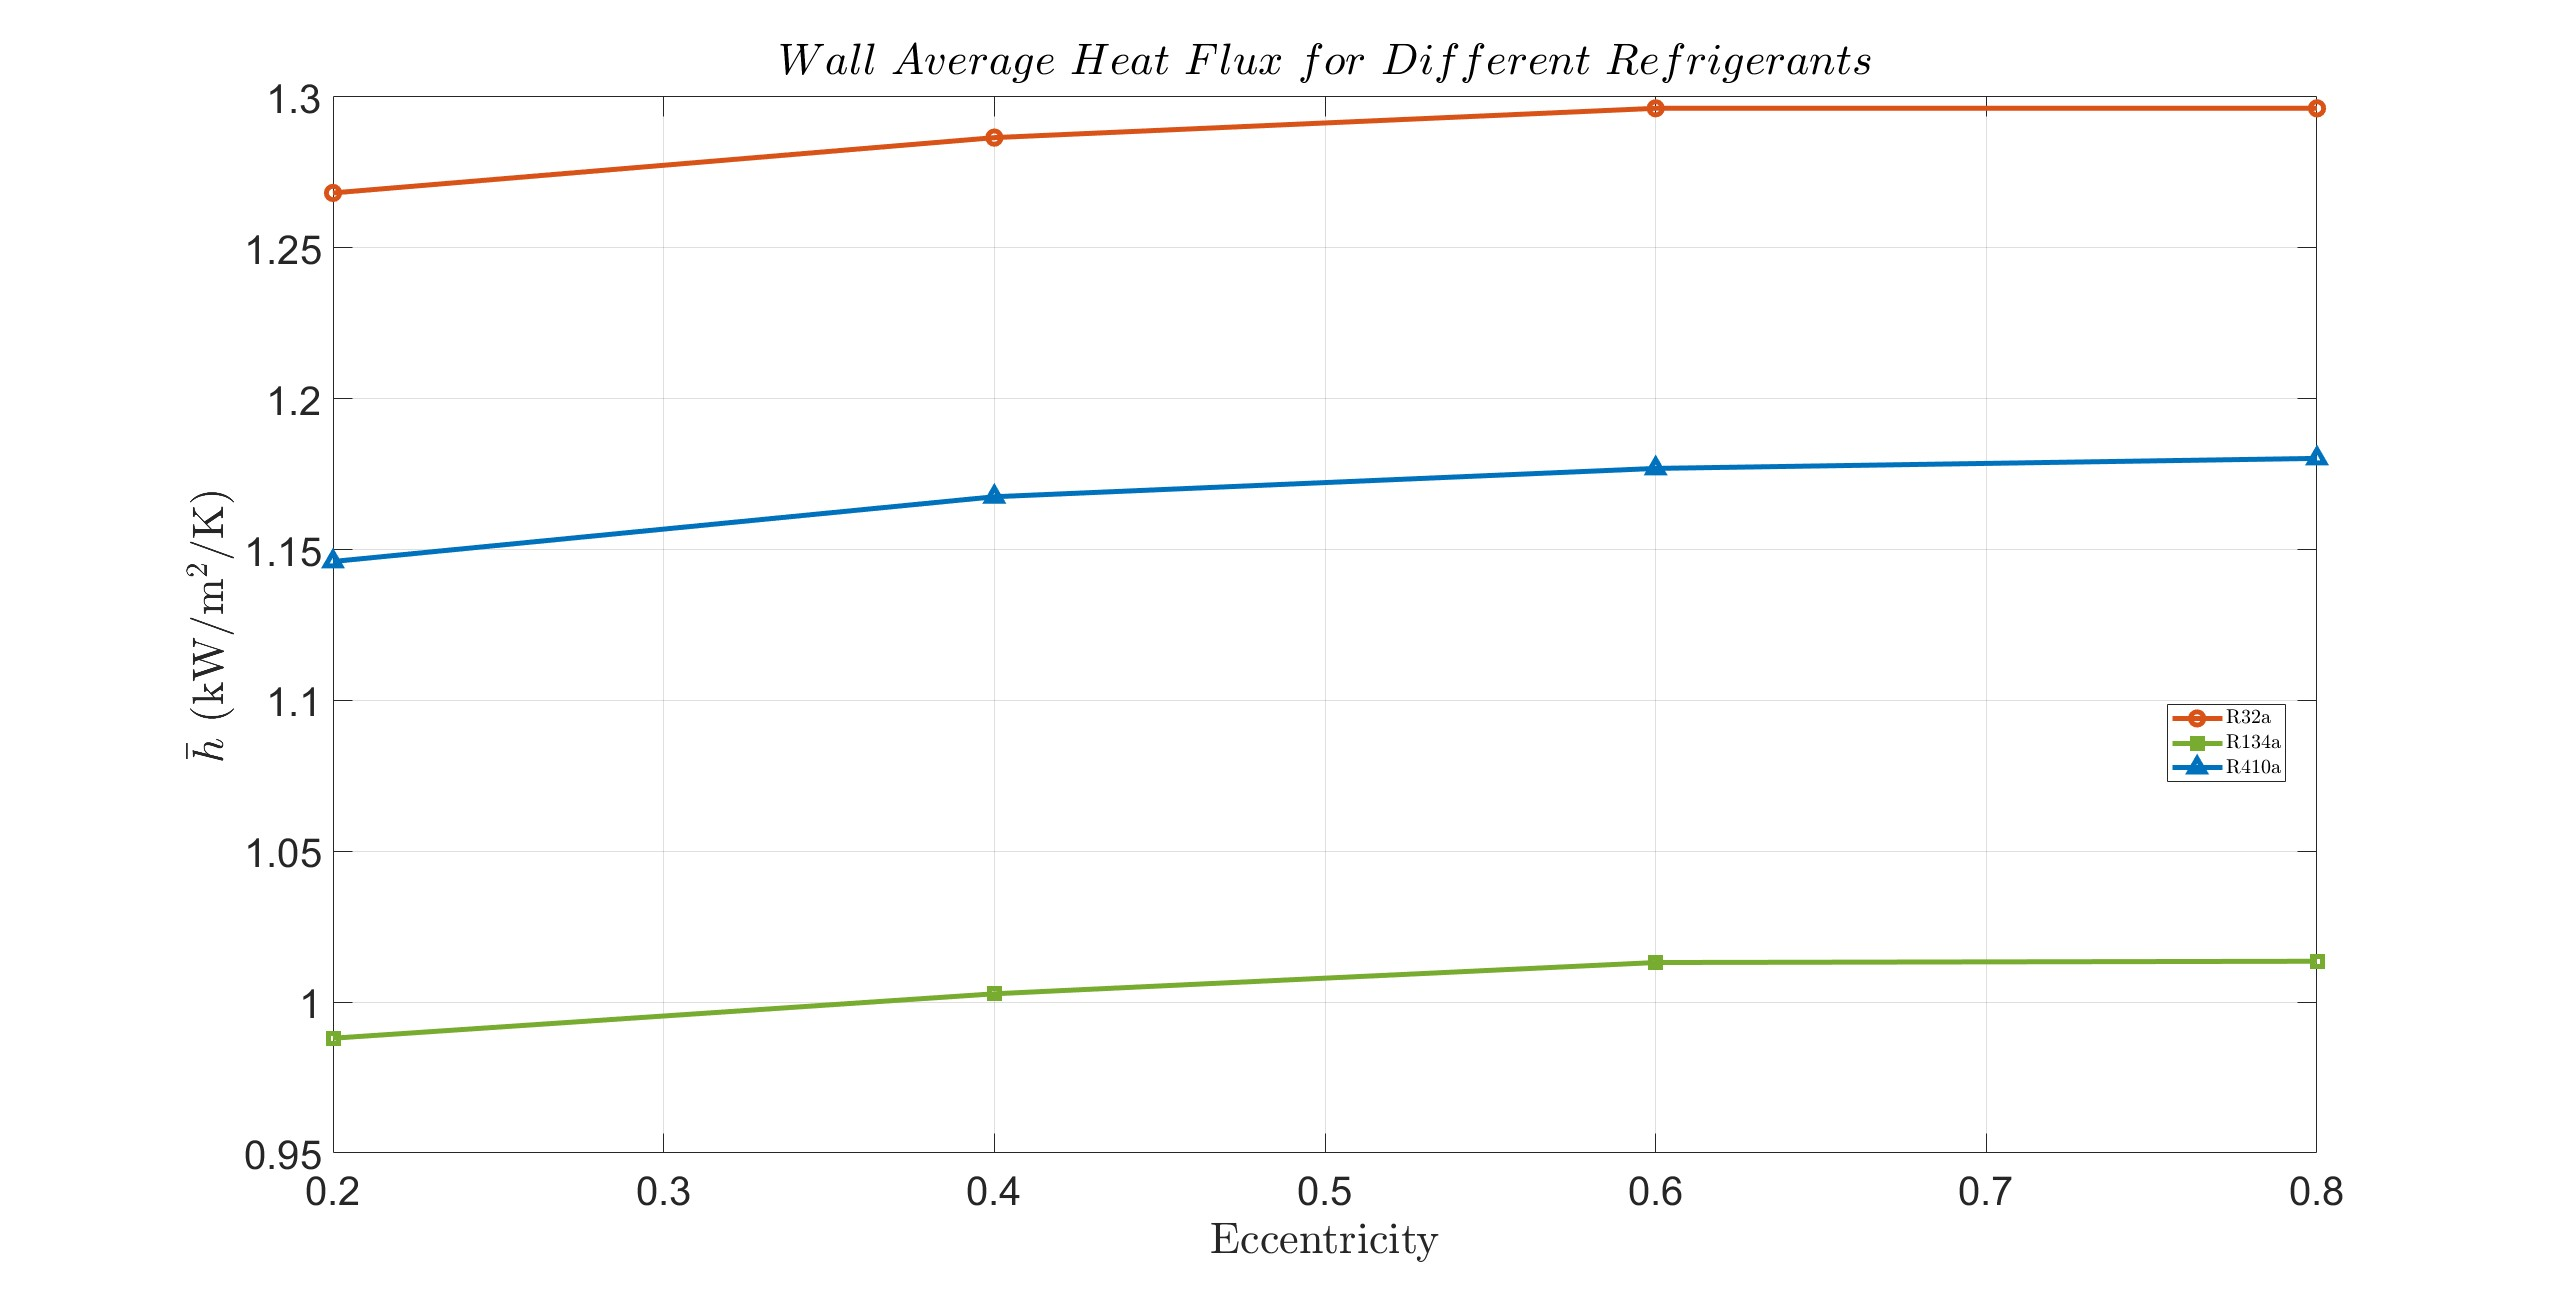 Wall Average Heat Flux for Different Refrigerants
1.3
1.25
1.2
1.15
1.1
1.05
1
0.95
h̄ (kW/m²/K)
R32a
R134a
R410a
0.2 0.3 0.4 0.5 0.6 0.7 0.8
Eccentricity